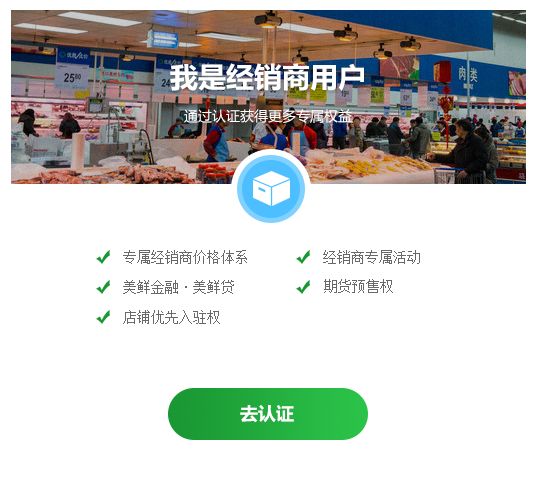 我是经销商用户
通过认证获得更多专属权益
肉类
专属经销商价格体系
经销商专属活动
美鲜金融·美鲜贷
期货预售权
店铺优先入驻权
去认证